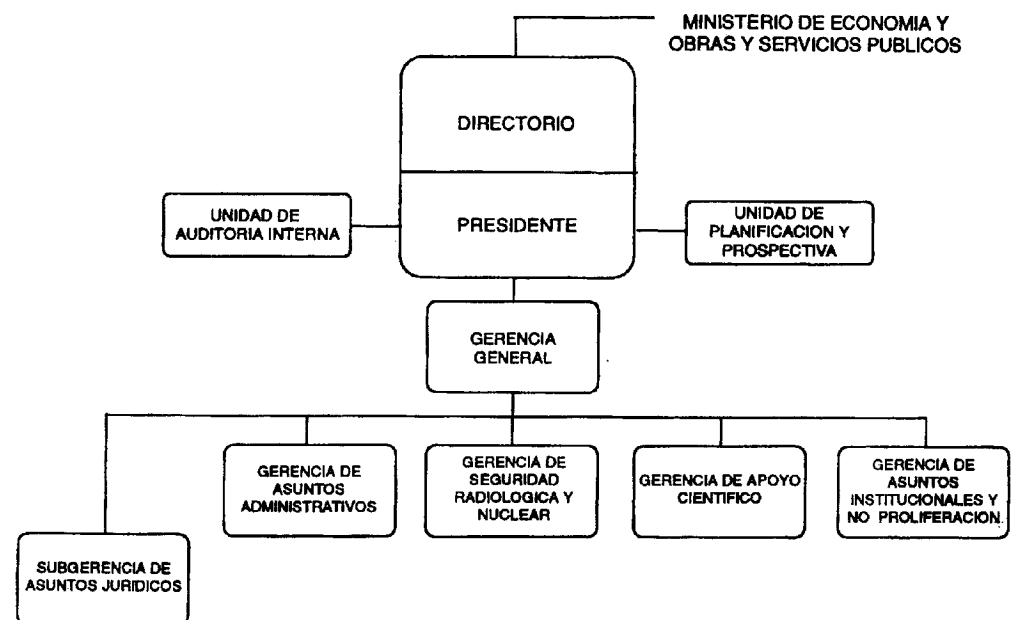 MINISTERIO DE ECONOMIA Y
OBRAS Y SERVICIOS PUBLICOS
DIRECTORIO
UNIDAD DE
AUDITORIA INTERNA
PRESIDENTE
UNIDAD DE
PLANIFICACION Y
PROSPECTIVA
GERENCIA
GENERAL
GERENCIA DE
ASUNTOS
ADMINISTRATIVOS
GERENCIA DE
SEGURIDAD
RADIOLOGICA Y
NUCLEAR
GERENCIA DE APOYO
CIENTIFICO
GERENCIA DE
ASUNTOS
INSTITUCIONALES Y
NO PROLIFERACION
SUBGERENCIA DE
ASUNTOS JURIDICOS